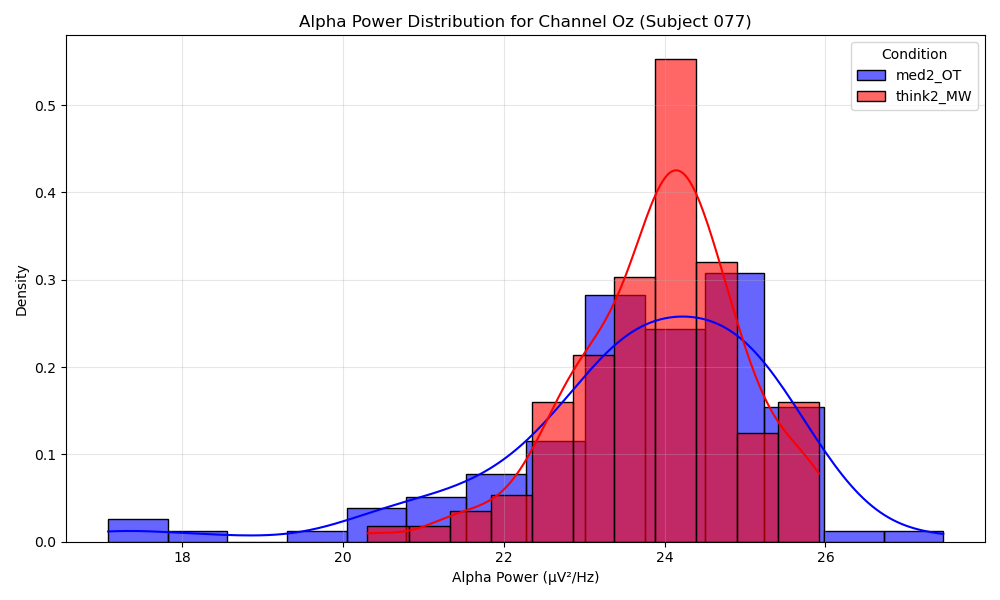 Alpha Power Distribution for Channel Oz (Subject 077)
Condition
med2_OT
think2_MW
Density
0.5
0.4
0.3
0.2
0.1
0.0
18
20
22
24
26
Alpha Power (µV²/Hz)